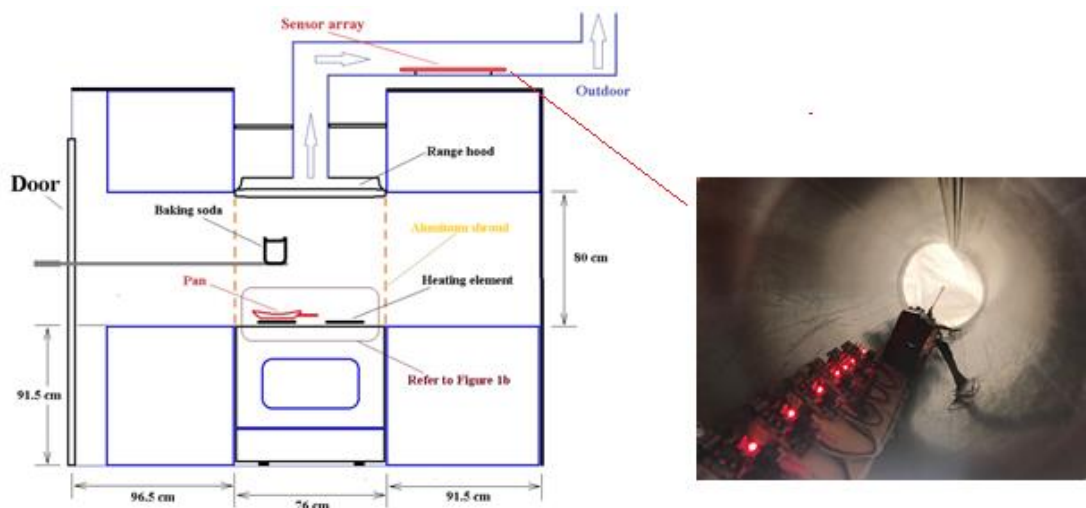 Sensor array
Outdoor
Range hood
Door
Baking soda
Aluminum shroud
80 cm
Pan
Heating element
Refer to Figure 1b
91.5 cm
96.5 cm
76 cm
91.5 cm